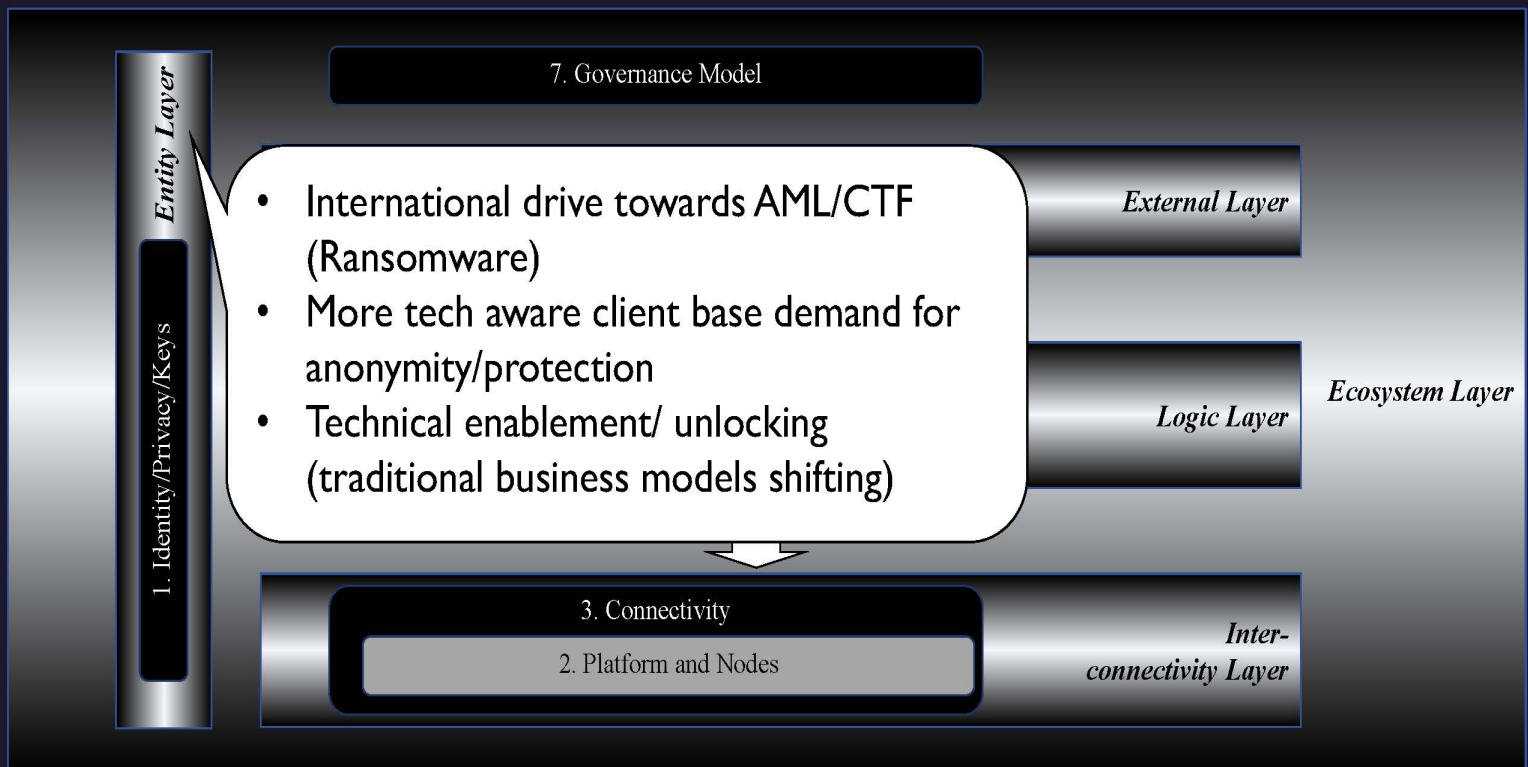 7. Governance Model
Entity Layer
1. Identity/Privacy/Keys
• International drive towards AML/CTF
(Ransomware)
• More tech aware client base demand for
anonymity/protection
• Technical enablement/ unlocking
(traditional business models shifting)
External Layer
Logic Layer
Ecosystem Layer
3. Connectivity
2. Platform and Nodes
Inter-
connectivity Layer